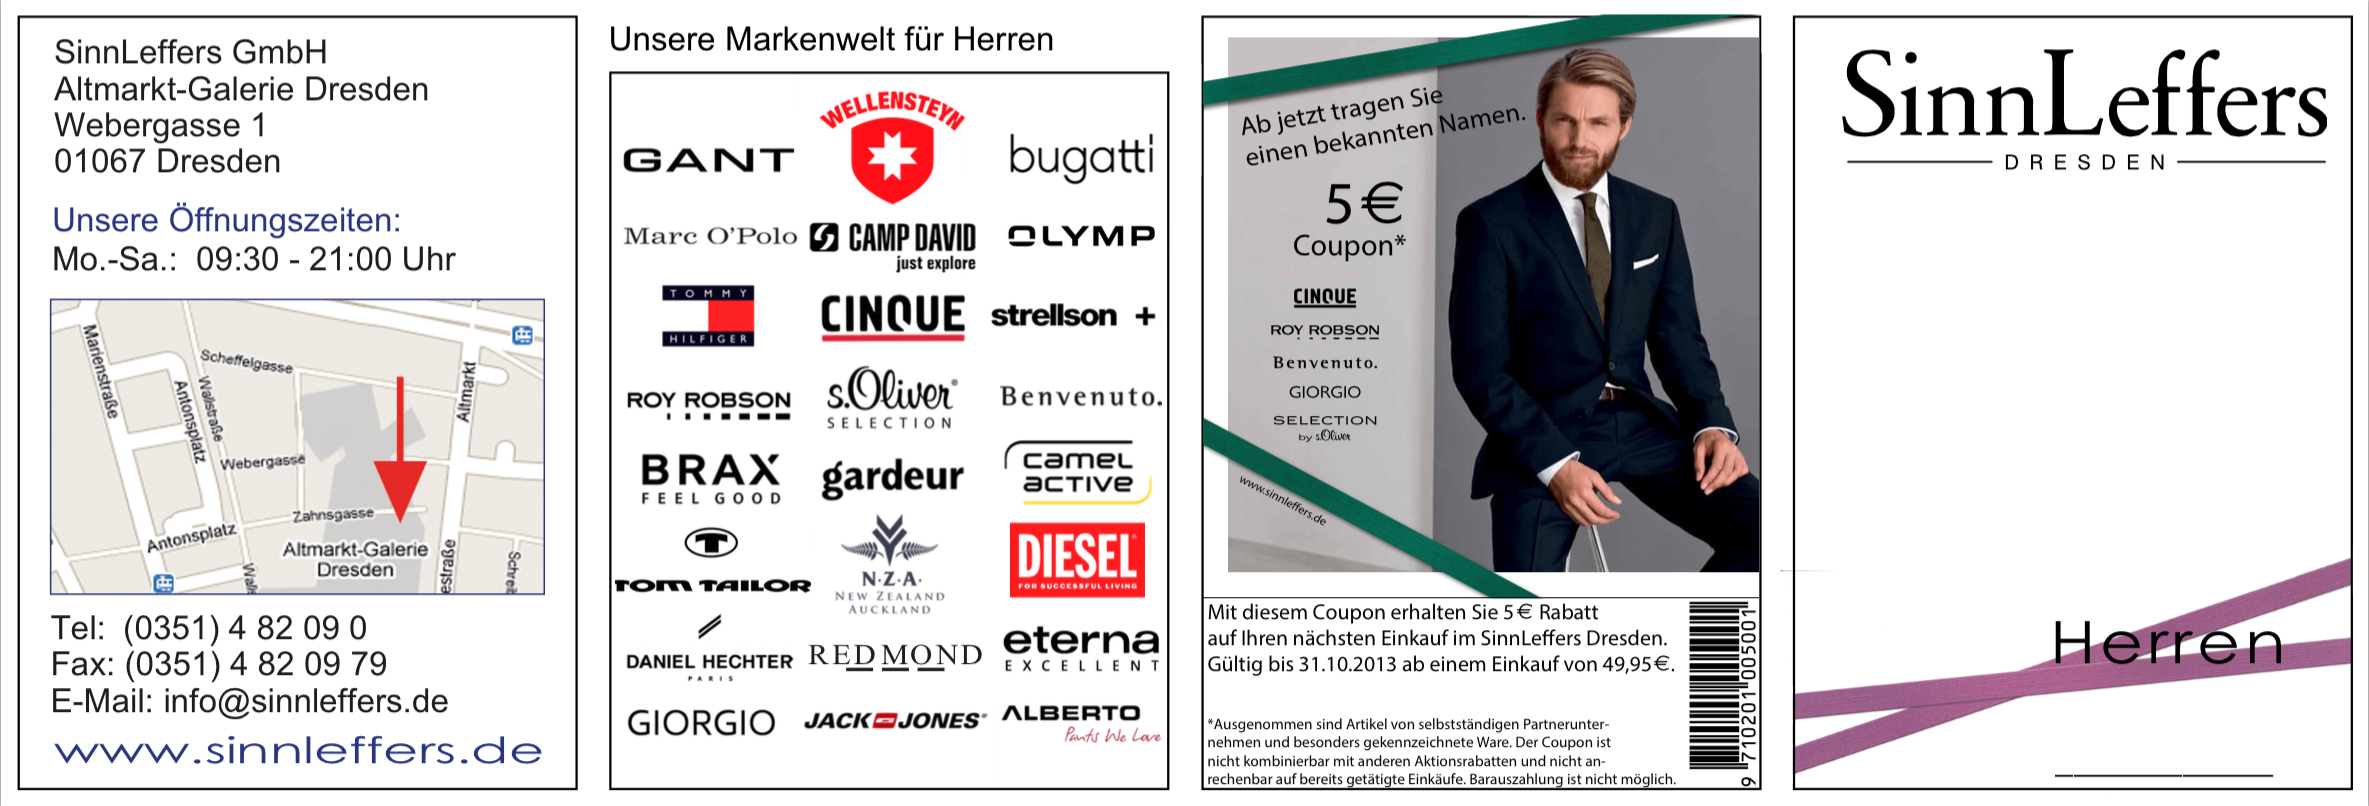 SinnLeffers GmbH
Altmarkt-Galerie Dresden
Webergasse 1
01067 Dresden
Unsere Öffnungszeiten:
Mo.-Sa.: 09:30 - 21:00 Uhr
Marienstraße
Scheffelgasse
Wallstraße
Antonsplatz
Altmarkt
Webergasse
Zahnsgasse
Antonsplatz
Altmarkt-Galerie
Dresden
Walls
estraße
Schrei
Tel: (0351) 4 82 09 0
Fax: (0351) 4 82 09 79
E-Mail: info@sinnleffers.de
www.sinnleffers.de
Unsere Markenwelt für Herren
WELLENSTEYN
GANT
bugatti
Marc O'Polo
CAMP DAVID
just explore
OLYMP
TOMMY
HILFIGER
CINQUE
strellson +
ROY ROBSON
s.Oliver®
SELECTION
Benvenuto.
BRAX
FEEL GOOD
gardeur
camel
active
T
TOM TAILOR
N·Z·A·
NEW ZEALAND
AUCKLAND
DIESEL
FOR SUCCESSFUL LIVING
DANIEL HECHTER
PARIS
REDMOND
eterna
EXCELLENT
GIORGIO
JACK JONES®
ALBERTO
Pants We Love
Ab jetzt tragen Sie
einen bekannten Namen.
5 €
Coupon*
CINQUE
ROY ROBSON
Benvenuto.
GIORGIO
SELECTION
by s.Oliver
www.sinnleffers.de
Mit diesem Coupon erhalten Sie 5 € Rabatt
auf Ihren nächsten Einkauf im SinnLeffers Dresden.
Gültig bis 31.10.2013 ab einem Einkauf von 49,95 €.
*Ausgenommen sind Artikel von selbstständigen Partnerunter-
nehmen und besonders gekennzeichnete Ware. Der Coupon ist
nicht kombinierbar mit anderen Aktionsrabatten und nicht an-
rechenbar auf bereits getätigte Einkäufe. Barauszahlung ist nicht möglich.
9 710201 005001
SinnLeffers
DRESDEN
Herren